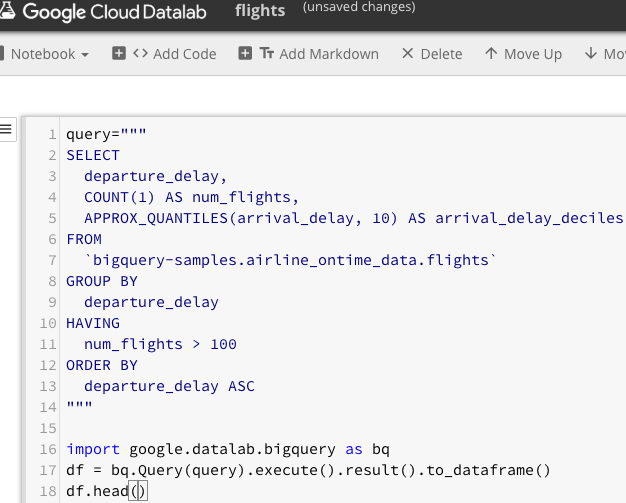 Google Cloud Datalab flights (unsaved changes)
Notebook Add Code Add Markdown Delete Move Up
1 query="""
2 SELECT
3 departure_delay,
4 COUNT(1) AS num_flights,
5 APPROX_QUANTILES(arrival_delay, 10) AS arrival_delay_deciles
6 FROM
7 `bigquery-samples.airline_ontime_data.flights`
8 GROUP BY
9 departure_delay
10 HAVING
11 num_flights > 100
12 ORDER BY
13 departure_delay ASC
14 """
15
16 import google.datalab.bigquery as bq
17 df = bq.Query(query).execute().result().to_dataframe()
18 df.head()